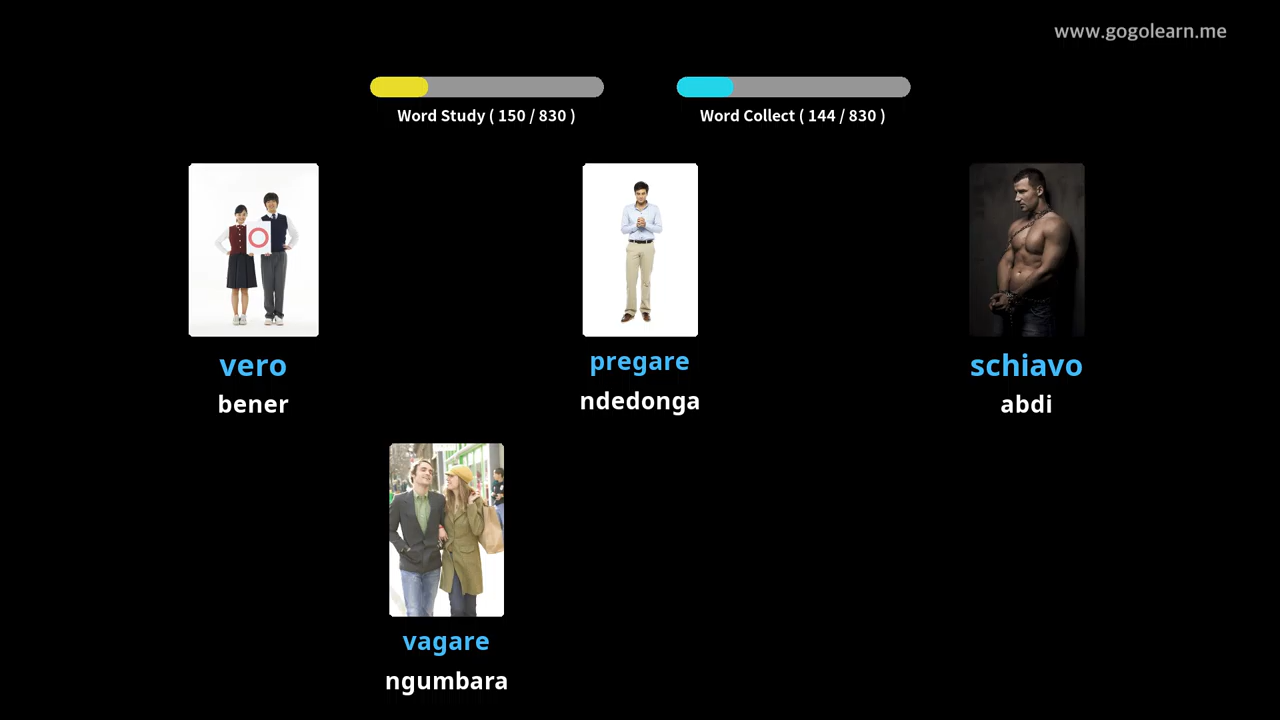 www.gogolearn.me
Word Study ( 150 / 830 )
Word Collect ( 144 / 830 )
vero
bener
pregare
ndedonga
schiavo
abdi
vagare
ngumbara